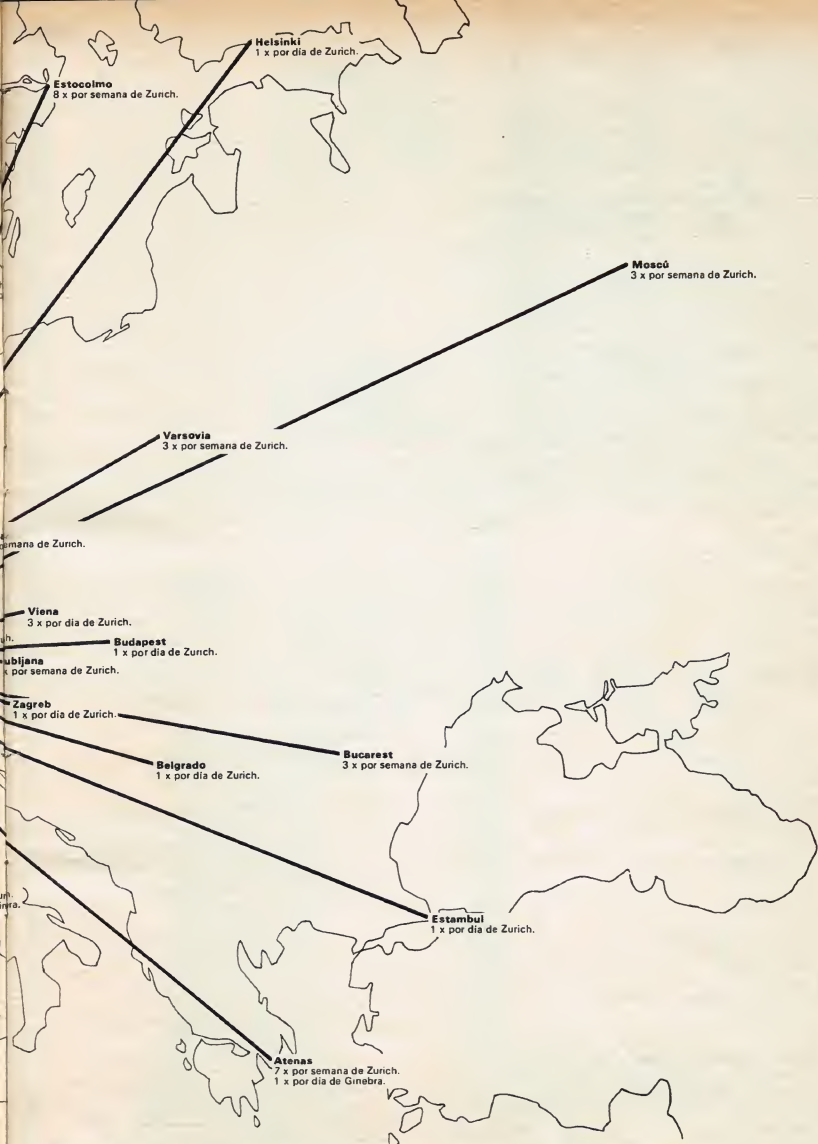 Helsinki
1 x por día de Zurich.
Estocolmo
8 x por semana de Zurich.
Moscú
3 x por semana de Zurich.
Varsovia
3 x por semana de Zurich.
emana de Zurich.
Viena
3 x por día de Zurich.
h.
Budapest
1 x por día de Zurich.
ubljana
x por semana de Zurich.
Zagreb
1 x por día de Zurich.
Bucarest
3 x por semana de Zurich.
Belgrado
1 x por día de Zurich.
Estambul
1 x por día de Zurich.
Atenas
7 x por semana de Zurich.
1 x por día de Ginebra.